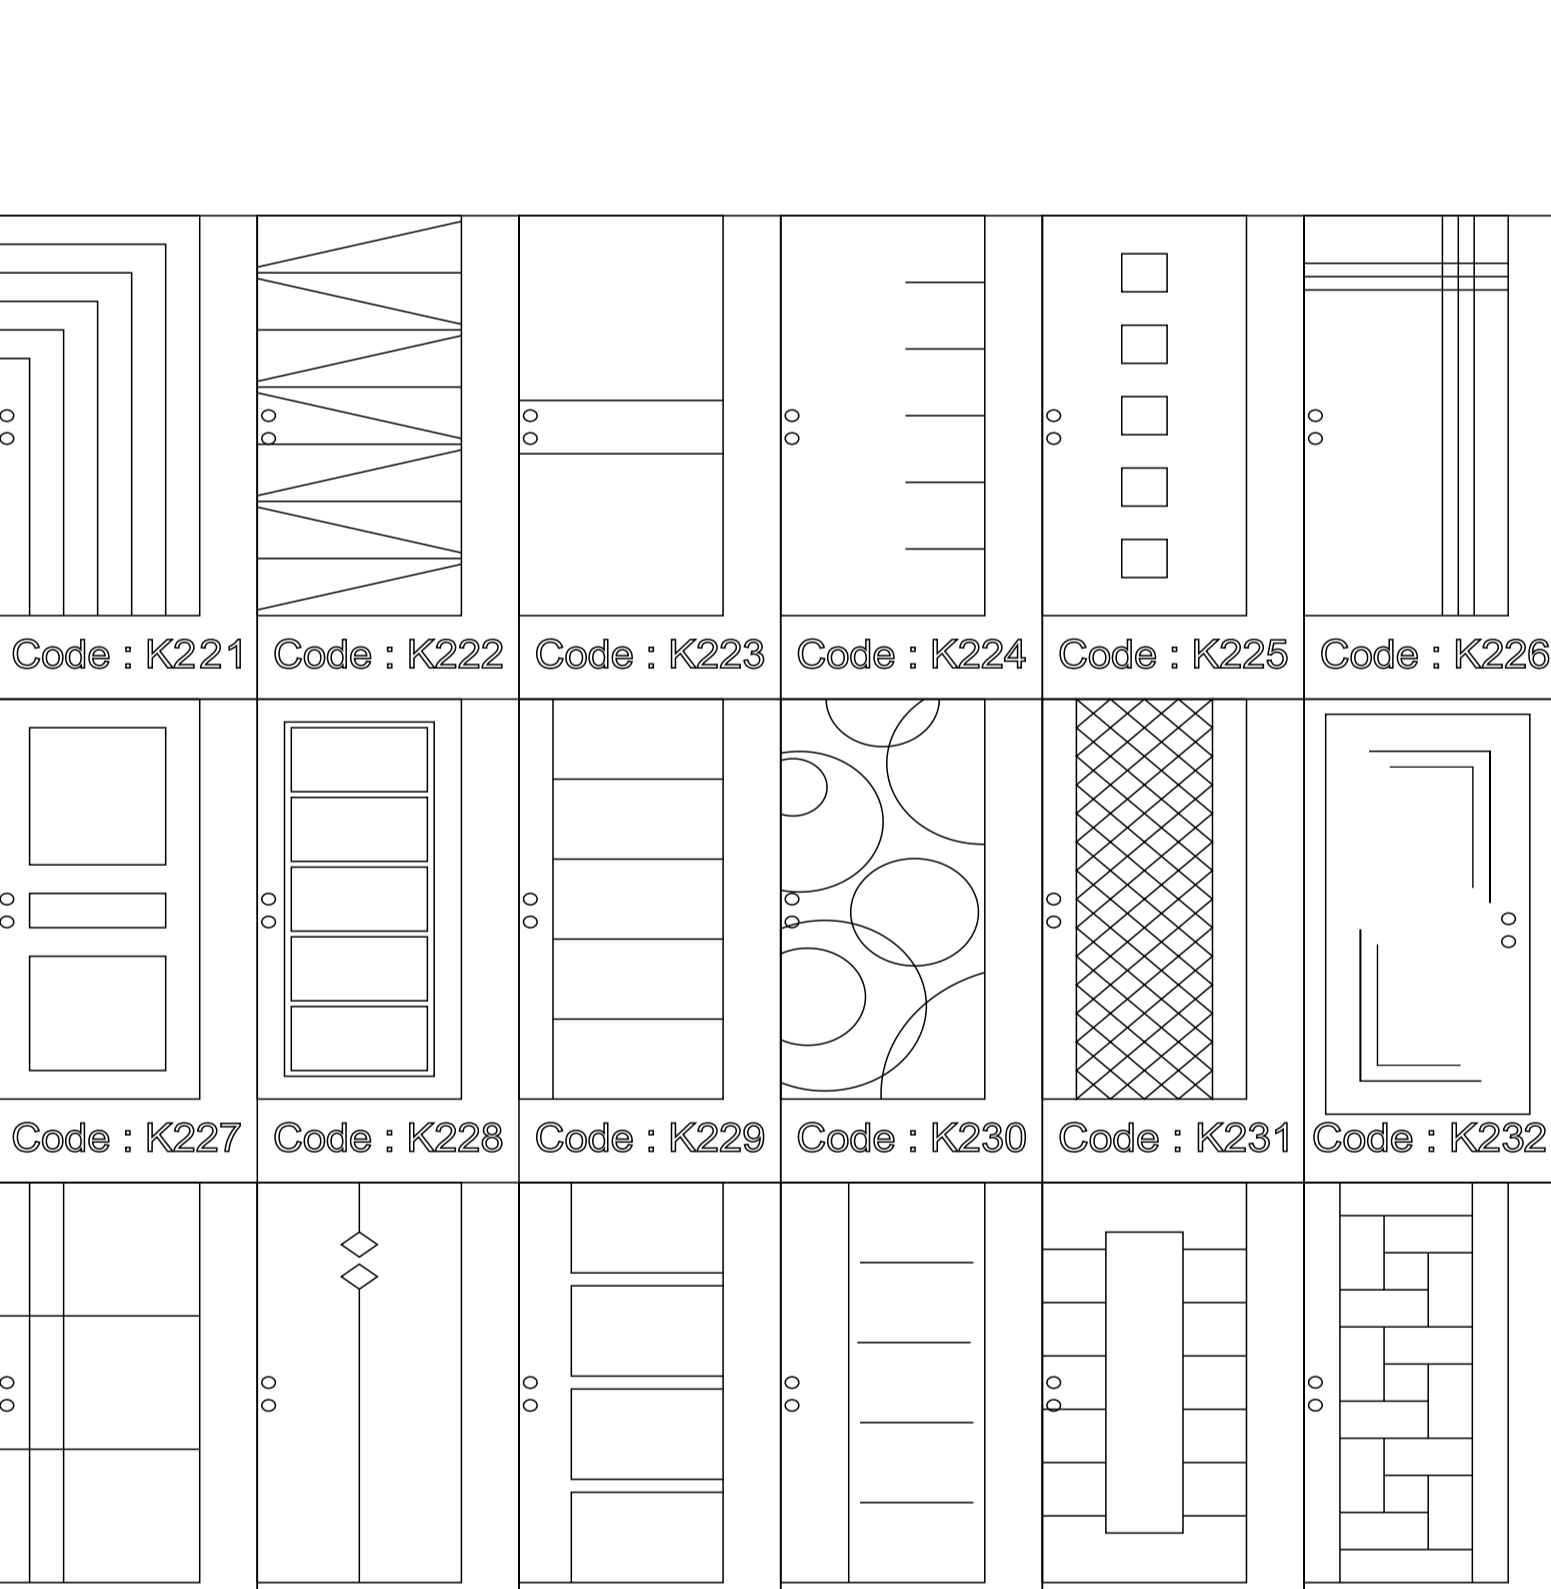 Code : K221
Code : K222
Code : K223
Code : K224
Code : K225
Code : K226
Code : K227
Code : K228
Code : K229
Code : K230
Code : K231
Code : K232